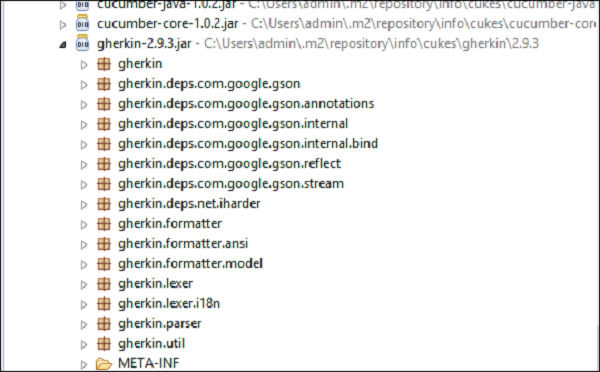 cucumber-java-1.0.2.jar - C:\Users\admin\.m2\repository\info\cukes\cucumber-java
cucumber-core-1.0.2.jar - C:\Users\admin\.m2\repository\info\cukes\cucumber-core
gherkin-2.9.3.jar - C:\Users\admin\.m2\repository\info\cukes\gherkin\2.9.3
gherkin
gherkin.deps.com.google.gson
gherkin.deps.com.google.gson.annotations
gherkin.deps.com.google.gson.internal
gherkin.deps.com.google.gson.internal.bind
gherkin.deps.com.google.gson.reflect
gherkin.deps.com.google.gson.stream
gherkin.deps.net.iharder
gherkin.formatter
gherkin.formatter.ansi
gherkin.formatter.model
gherkin.lexer
gherkin.lexer.i18n
gherkin.parser
gherkin.util
META-INF